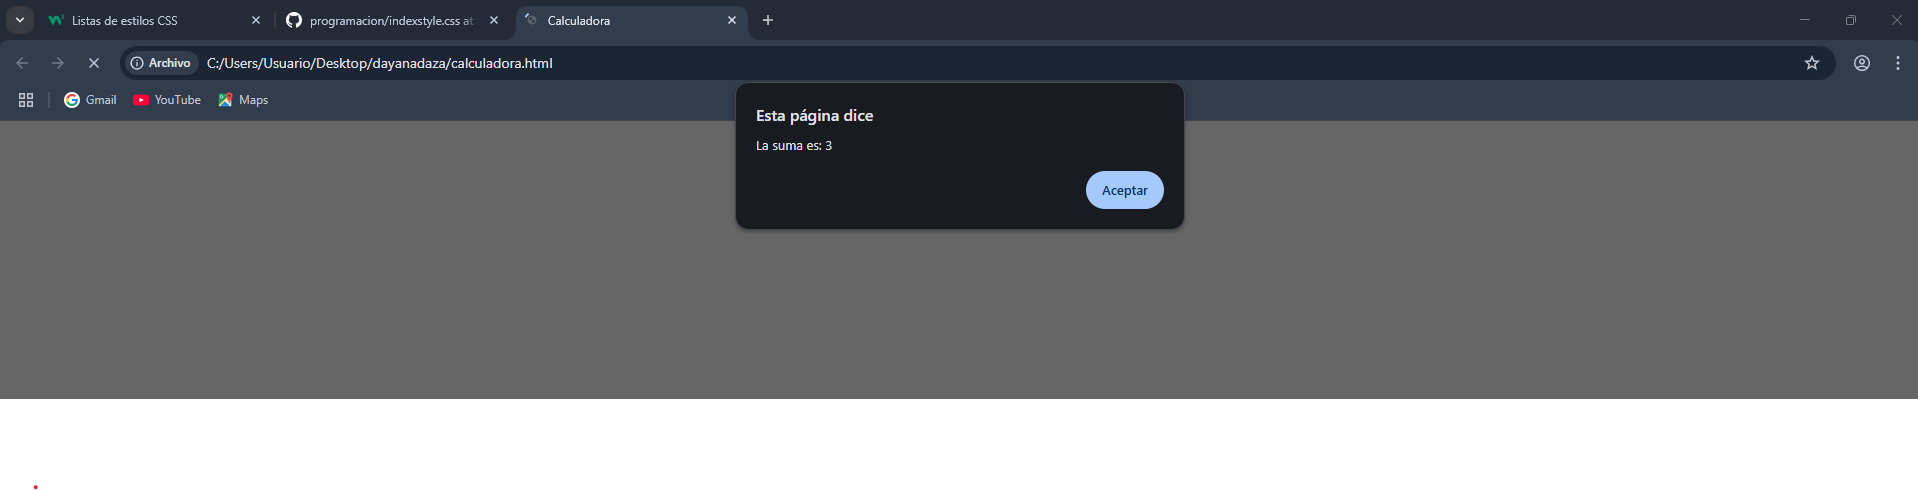 Listas de estilos CSS
programacion/indexstyle.css at
Calculadora
Archivo
C:/Users/Usuario/Desktop/dayanadaza/calculadora.html
Gmail
YouTube
Maps
Esta página dice
La suma es: 3
Aceptar